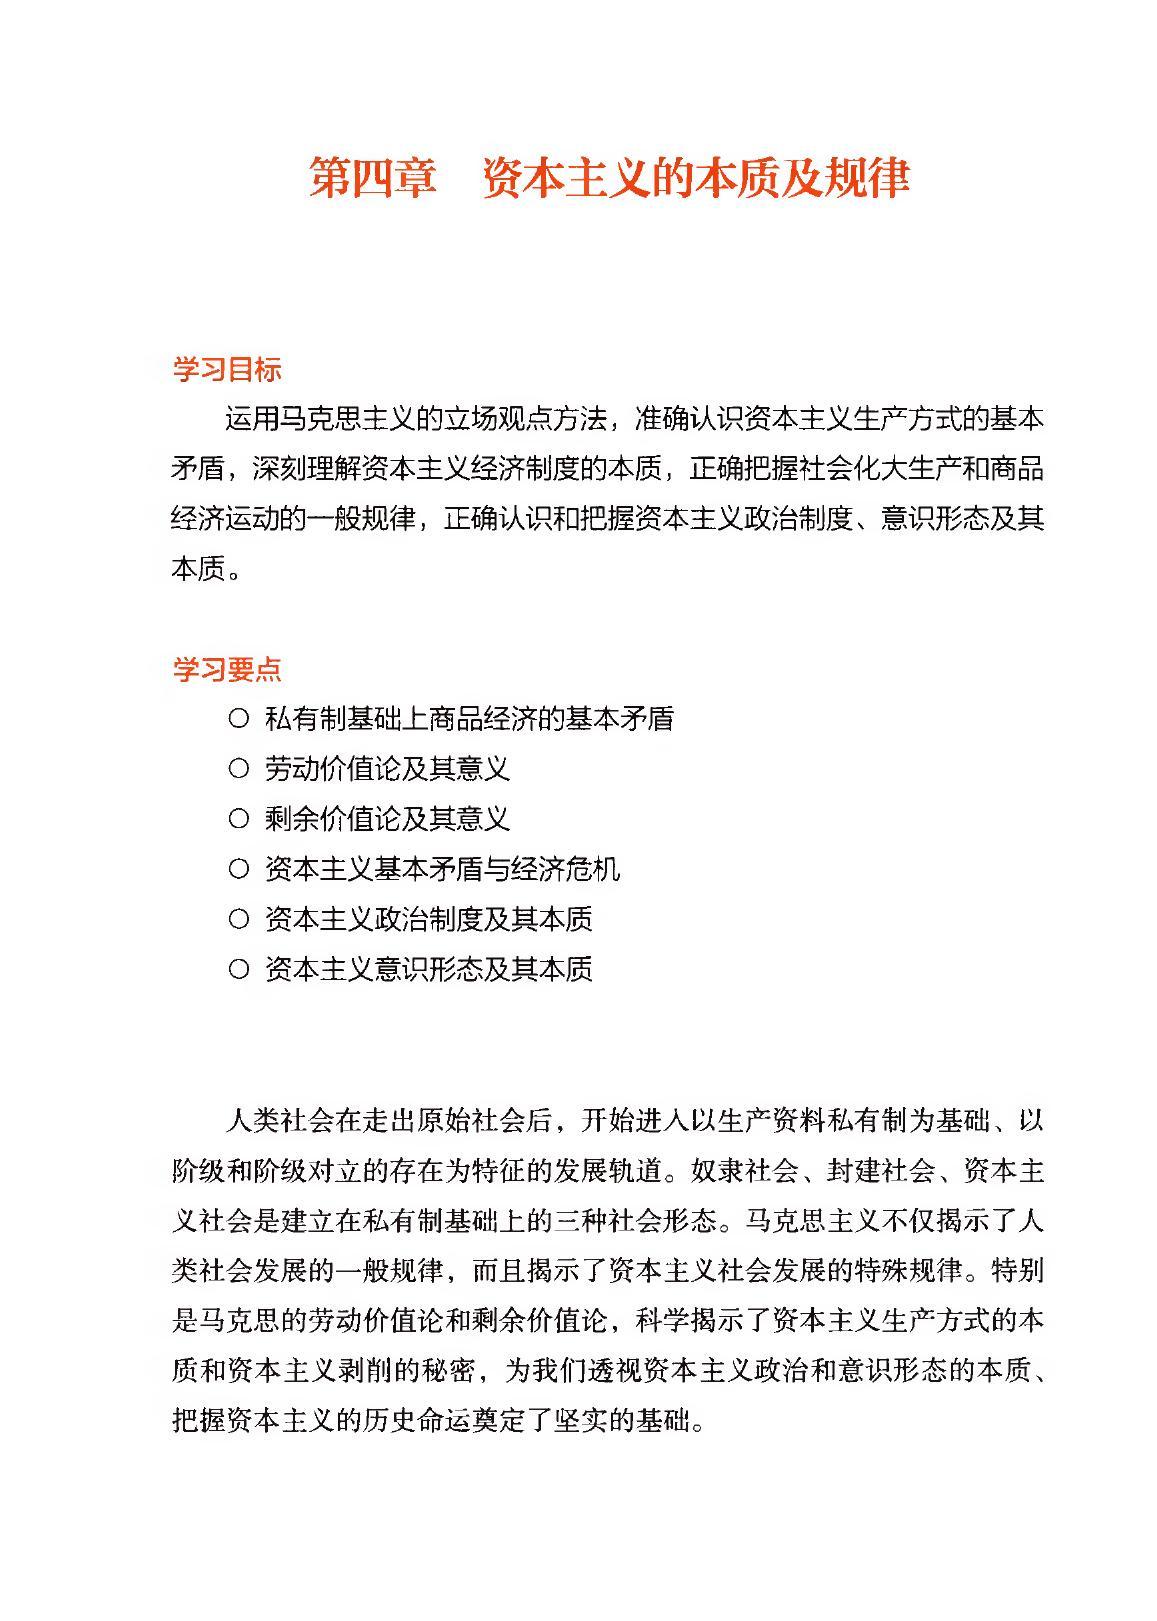 第四章　资本主义的本质及规律
学习目标
运用马克思主义的立场观点方法，准确认识资本主义生产方式的基本
矛盾，深刻理解资本主义经济制度的本质，正确把握社会化大生产和商品
经济运动的一般规律，正确认识和把握资本主义政治制度、意识形态及其
本质。
学习要点
○ 私有制基础上商品经济的基本矛盾
○ 劳动价值论及其意义
○ 剩余价值论及其意义
○ 资本主义基本矛盾与经济危机
○ 资本主义政治制度及其本质
○ 资本主义意识形态及其本质
人类社会在走出原始社会后，开始进入以生产资料私有制为基础、以
阶级和阶级对立的存在为特征的发展轨道。奴隶社会、封建社会、资本主
义社会是建立在私有制基础上的三种社会形态。马克思主义不仅揭示了人
类社会发展的一般规律，而且揭示了资本主义社会发展的特殊规律。特别
是马克思的劳动价值论和剩余价值论，科学揭示了资本主义生产方式的本
质和资本主义剥削的秘密，为我们透视资本主义政治和意识形态的本质、
把握资本主义的历史命运奠定了坚实的基础。